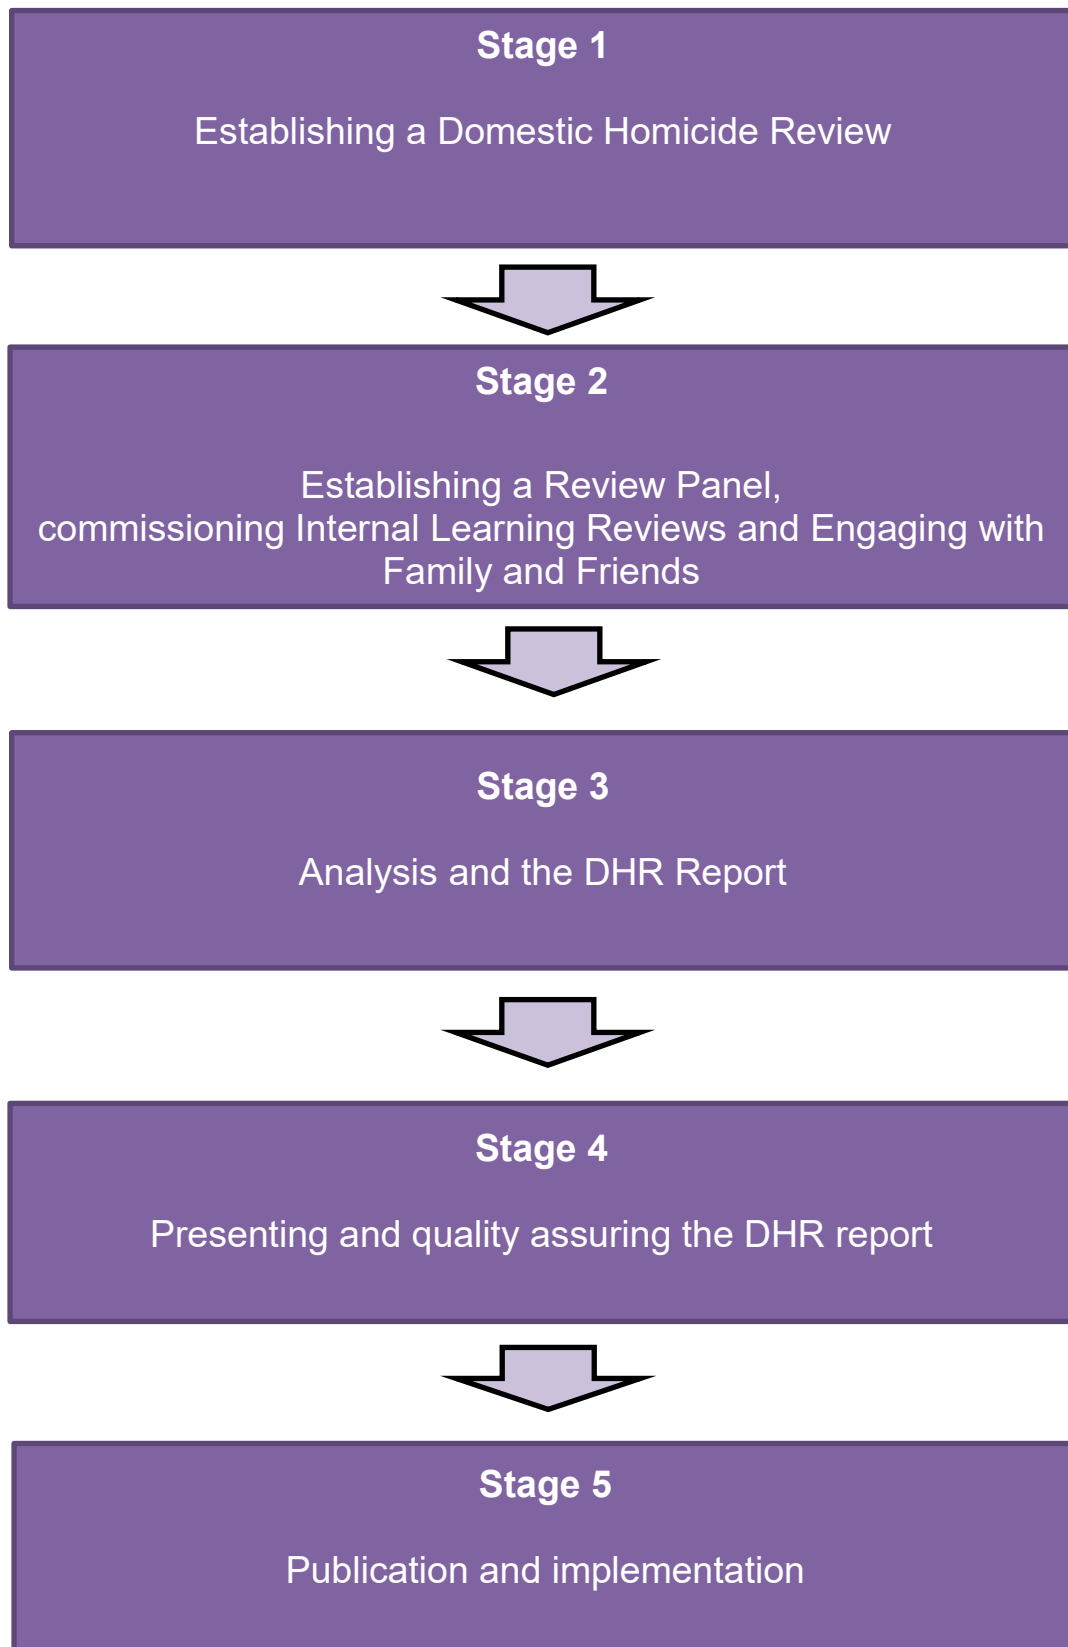 Stage 1
Establishing a Domestic Homicide Review
Stage 2
Establishing a Review Panel,
commissioning Internal Learning Reviews and Engaging with
Family and Friends
Stage 3
Analysis and the DHR Report
Stage 4
Presenting and quality assuring the DHR report
Stage 5
Publication and implementation